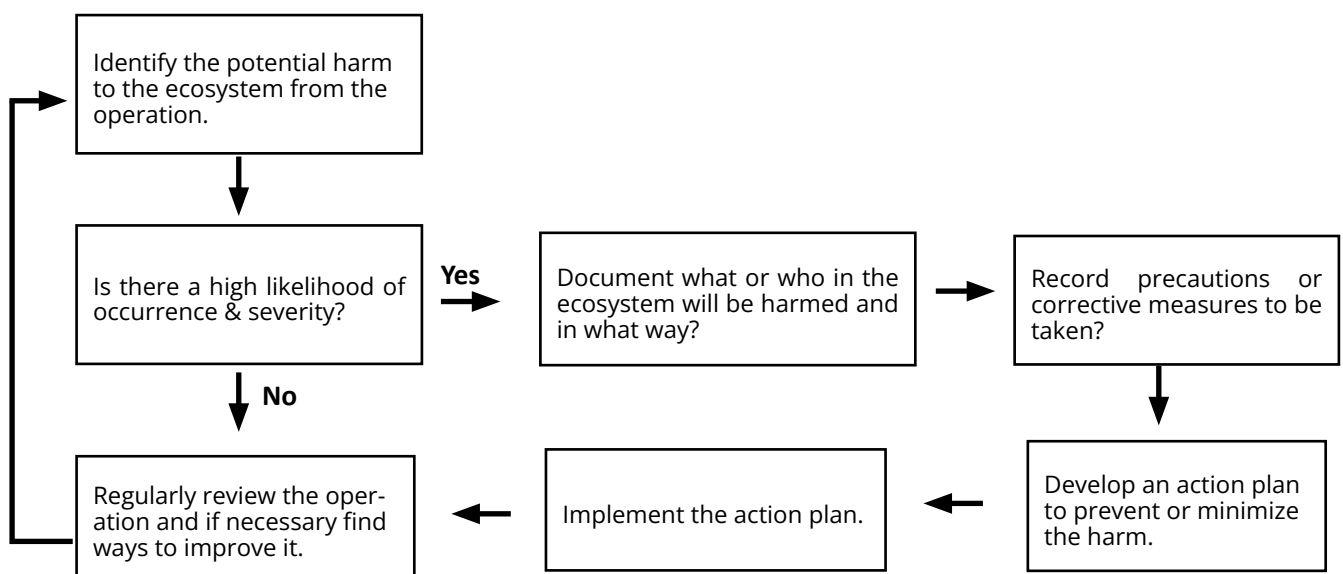 Identify the potential harm
to the ecosystem from the
operation.
Is there a high likelihood of
occurrence & severity?
Yes
Document what or who in the
ecosystem will be harmed and
in what way?
Record precautions or
corrective measures to be
taken?
No
Develop an action plan
to prevent or minimize
the harm.
Implement the action plan.
Regularly review the oper-
ation and if necessary find
ways to improve it.